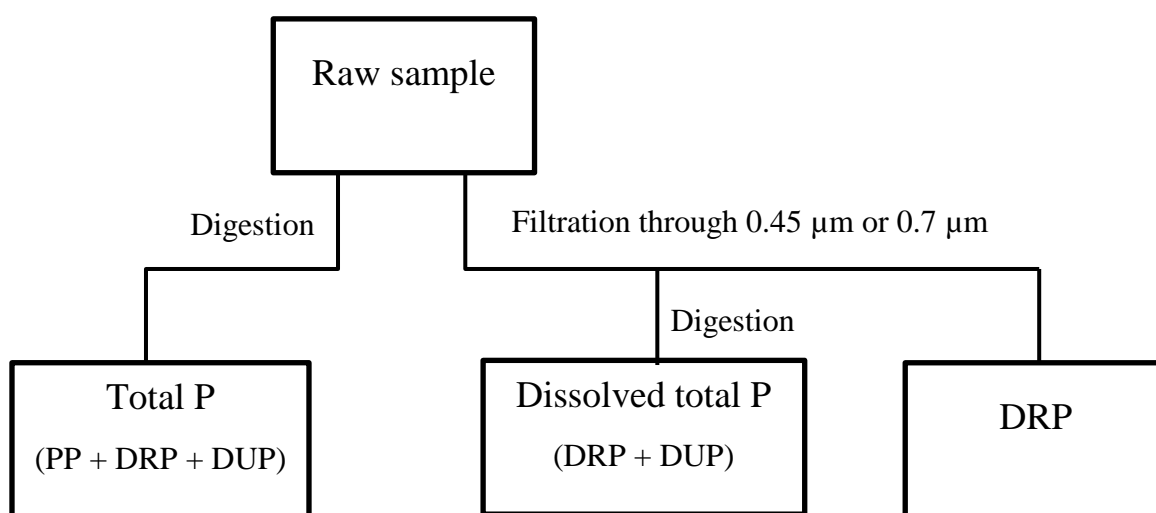 Raw sample
Digestion
Filtration through 0.45 µm or 0.7 µm
Digestion
Total P
(PP + DRP + DUP)
Dissolved total P
(DRP + DUP)
DRP